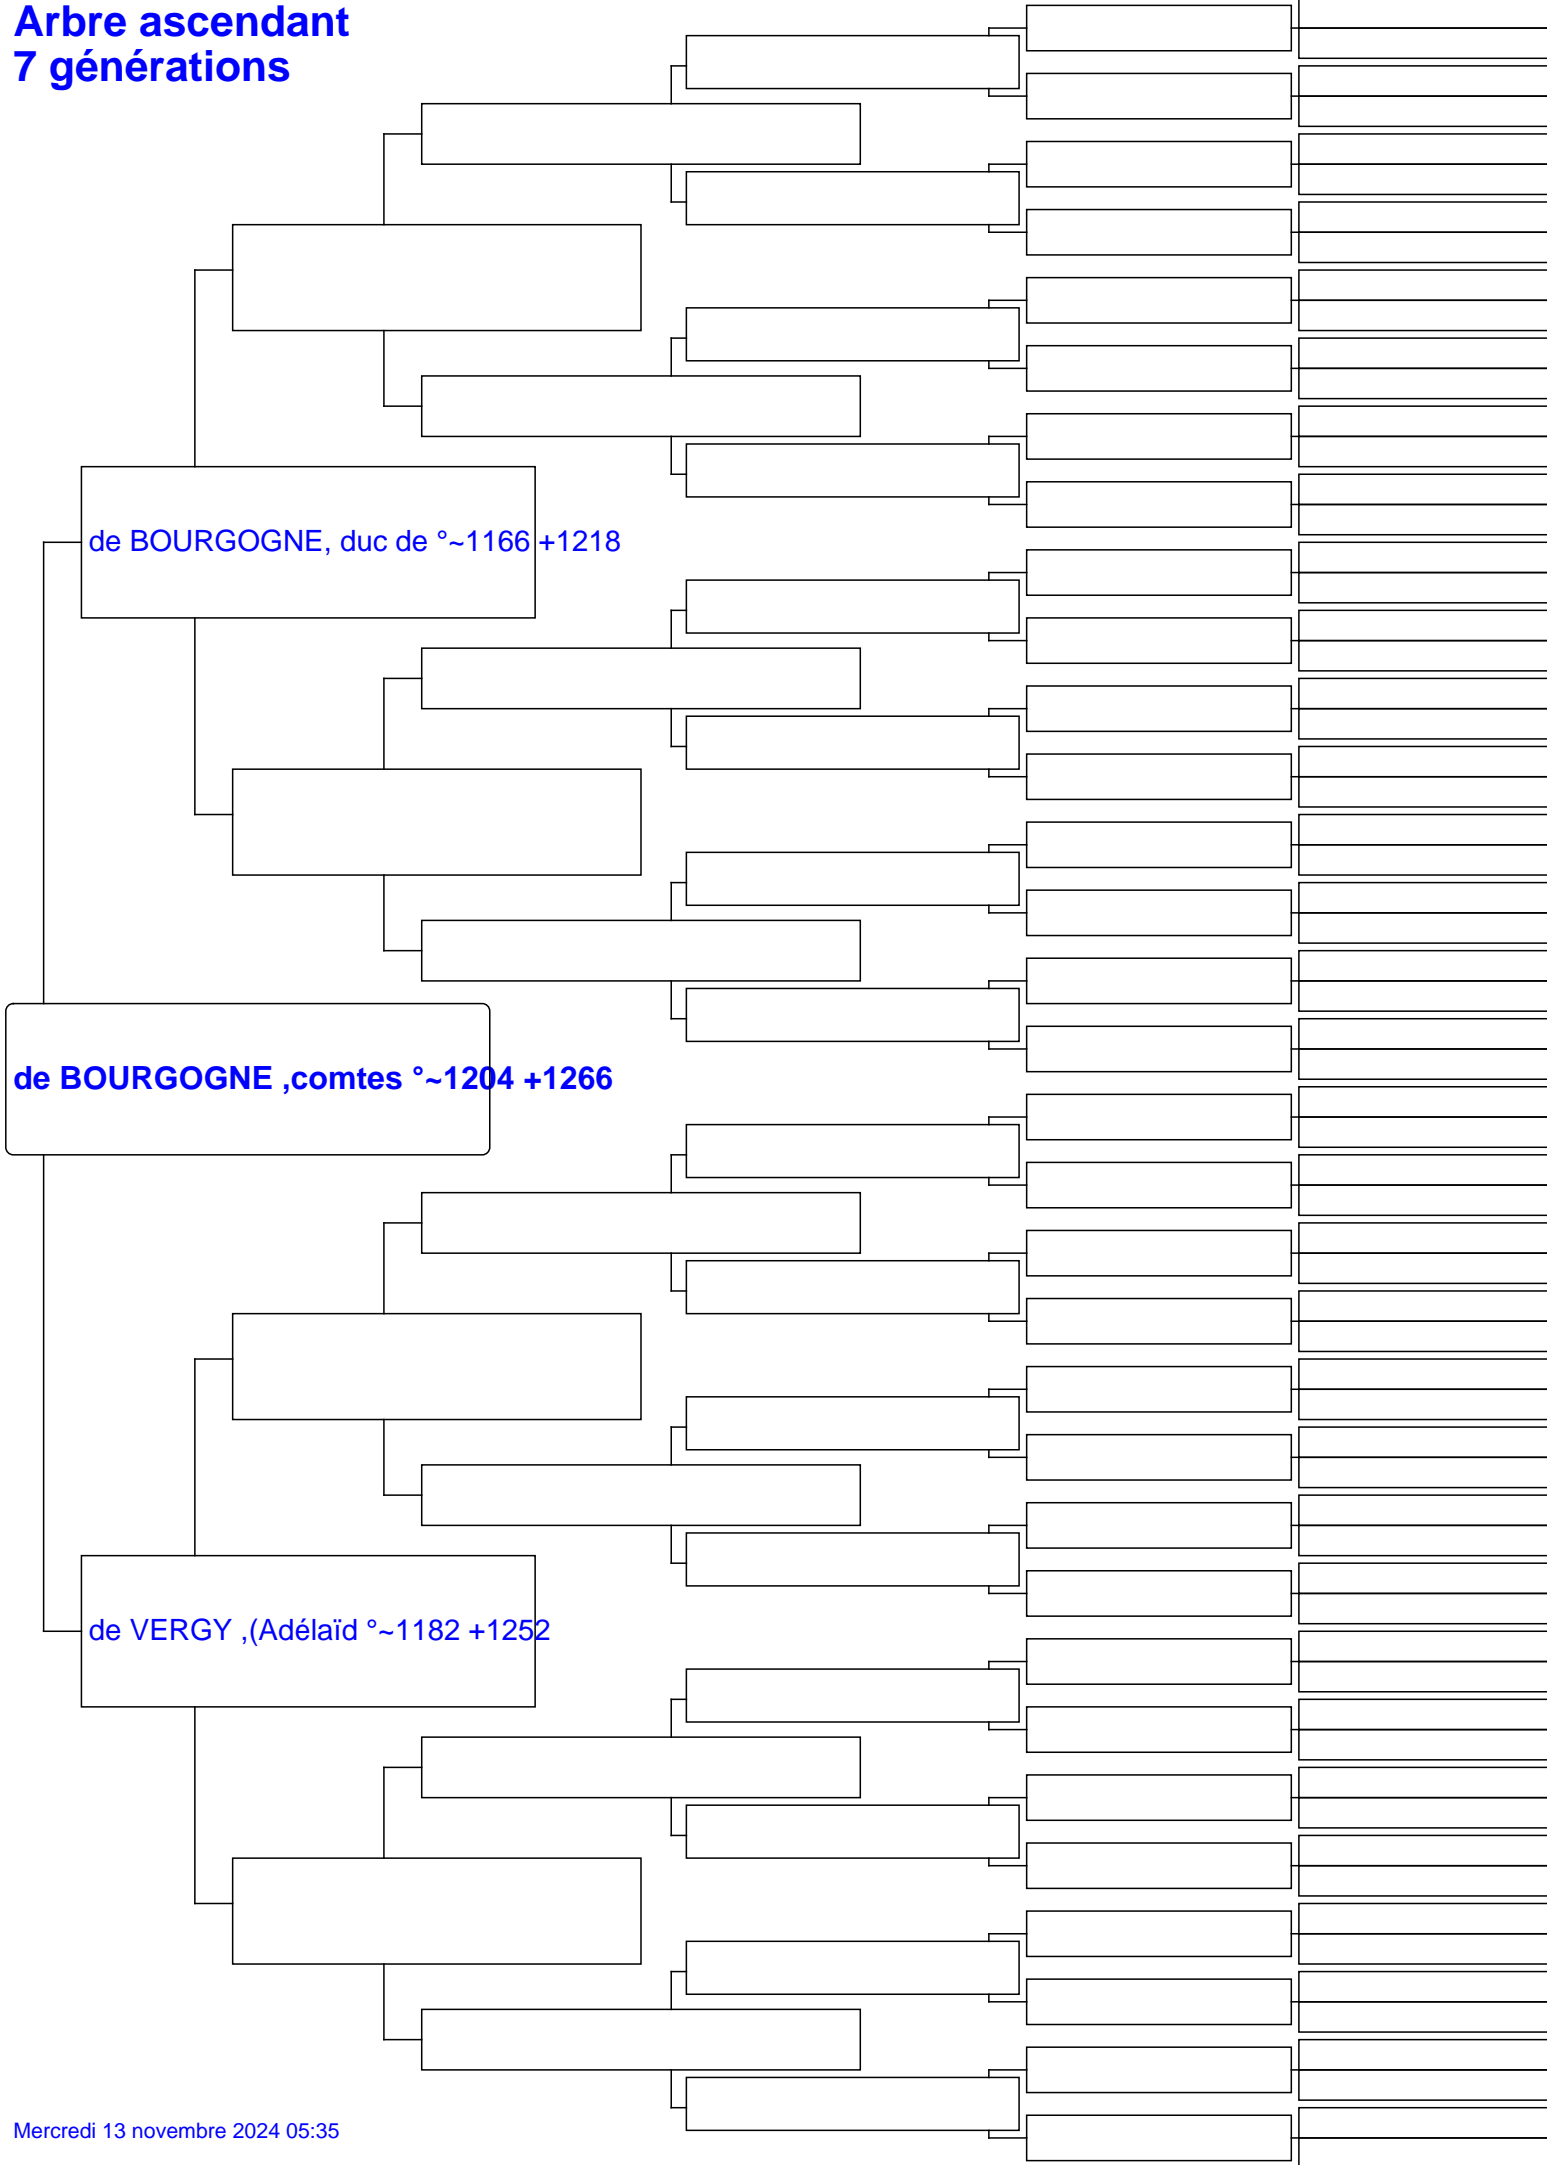 Arbre ascendant
7 générations
de BOURGOGNE, duc de °~1166 +1218
de BOURGOGNE ,comtes °~1204 +1266
de VERGY ,(Adélaïd °~1182 +1252
Mercredi 13 novembre 2024 05:35